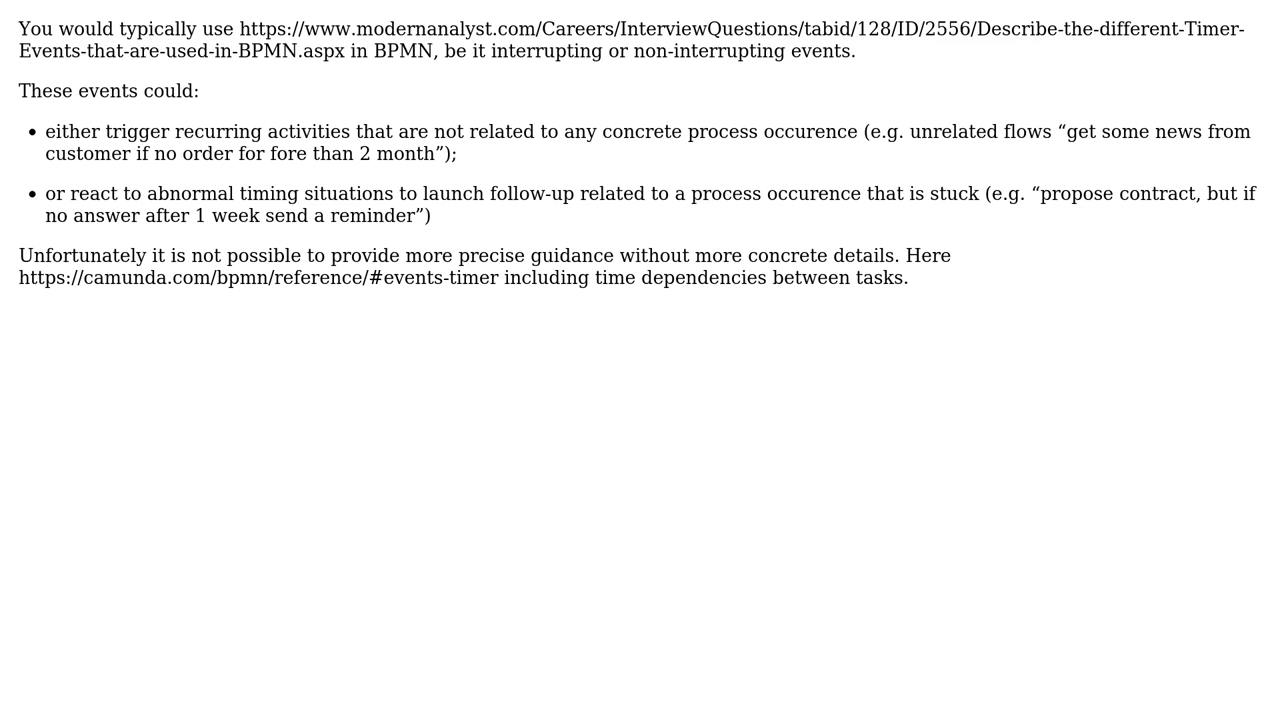 You would typically use https://www.modernanalyst.com/Careers/InterviewQuestions/tabid/128/ID/2556/Describe-the-different-Timer-
Events-that-are-used-in-BPMN.aspx in BPMN, be it interrupting or non-interrupting events.
These events could:
• either trigger recurring activities that are not related to any concrete process occurence (e.g. unrelated flows “get some news from
customer if no order for fore than 2 month”);
• or react to abnormal timing situations to launch follow-up related to a process occurence that is stuck (e.g. “propose contract, but if
no answer after 1 week send a reminder”)
Unfortunately it is not possible to provide more precise guidance without more concrete details. Here
https://camunda.com/bpmn/reference/#events-timer including time dependencies between tasks.